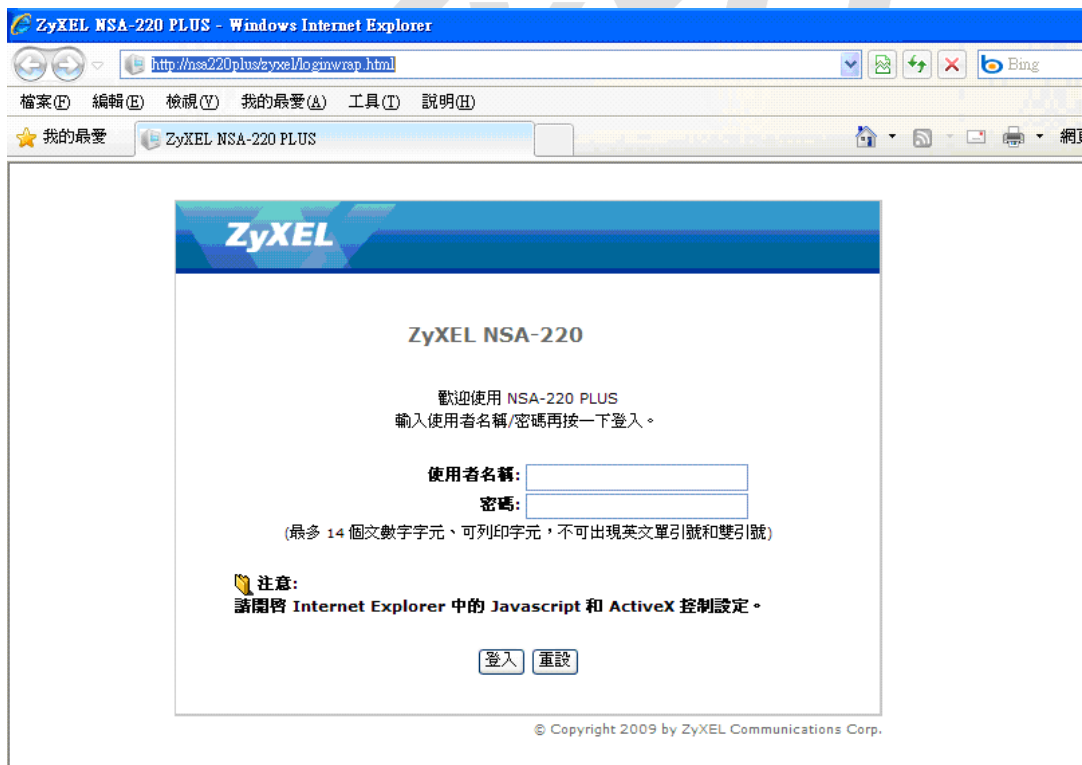 ZyXEL NSA-220 PLUS - Windows Internet Explorer
http://nsa220plus/zyxel/loginwrap.html
Bing
檔案(F) 編輯(E) 檢視(V) 我的最愛(A) 工具(T) 說明(H)
我的最愛 ZyXEL NSA-220 PLUS
ZyXEL
ZyXEL NSA-220
歡迎使用 NSA-220 PLUS
輸入使用者名稱/密碼再按一下登入。
使用者名稱:
密碼:
(最多 14 個文數字字元、可列印字元,不可出現英文單引號和雙引號)
注意:
請開啓 Internet Explorer 中的 Javascript 和 ActiveX 控制設定。
登入 重設
© Copyright 2009 by ZyXEL Communications Corp.